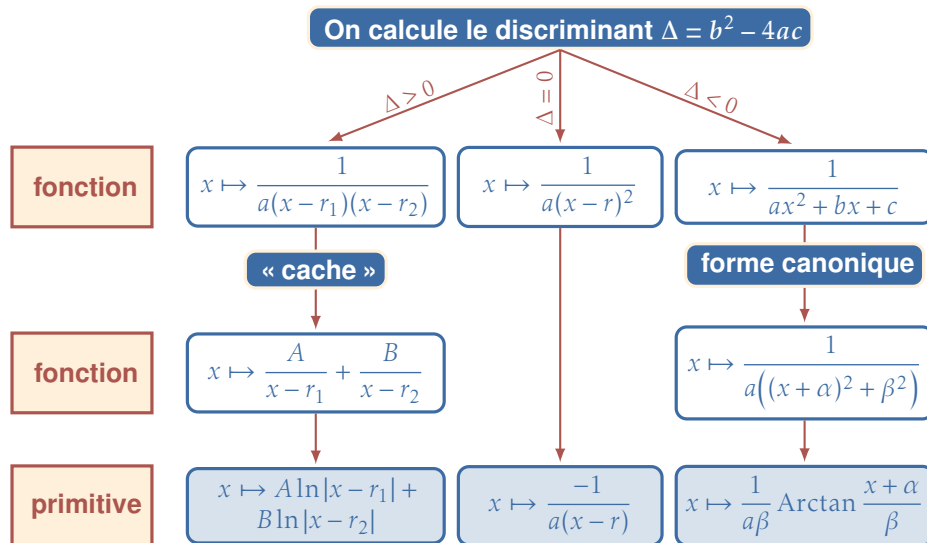 On calcule le discriminant Δ = b² − 4ac
Δ > 0
Δ = 0
Δ < 0
fonction
x ↦ 1/(a(x − r₁)(x − r₂))
x ↦ 1/(a(x − r)²)
x ↦ 1/(ax² + bx + c)
« cache »
forme canonique
fonction
x ↦ A/(x − r₁) + B/(x − r₂)
x ↦ 1/(a((x + α)² + β²))
primitive
x ↦ A ln|x − r₁| +
B ln|x − r₂|
x ↦ −1/(a(x − r))
x ↦ 1/(aβ) Arctan (x + α)/β